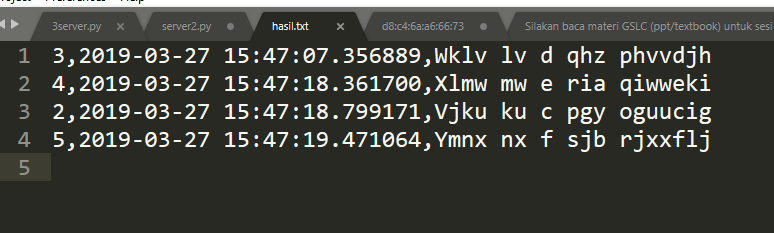 3server.py
server2.py
hasil.txt
d8:c4:6a:a6:66:73
Silakan baca materi GSLC (ppt/textbook) untuk sesi
1 3,2019-03-27 15:47:07.356889,Wklv lv d qhz phvvdjh
2 4,2019-03-27 15:47:18.361700,Xlmw mw e ria qiwweki
3 2,2019-03-27 15:47:18.799171,Vjku ku c pgy oguucig
4 5,2019-03-27 15:47:19.471064,Ymnx nx f sjb rjxxflj
5